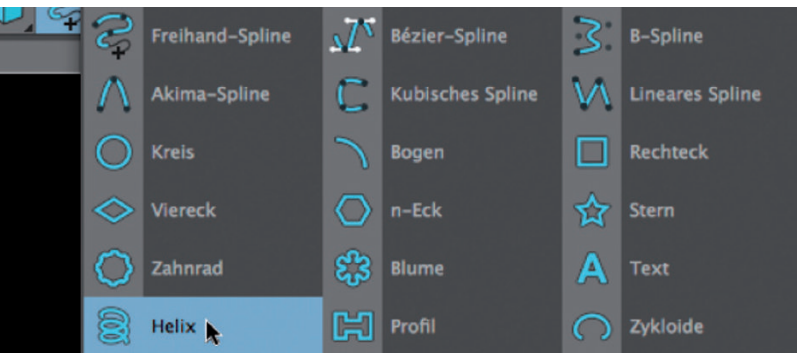 Freihand-Spline Bézier-Spline B-Spline
Akima-Spline Kubisches Spline Lineares Spline
Kreis Bogen Rechteck
Viereck n-Eck Stern
Zahnrad Blume Text
Helix Profil Zykloide